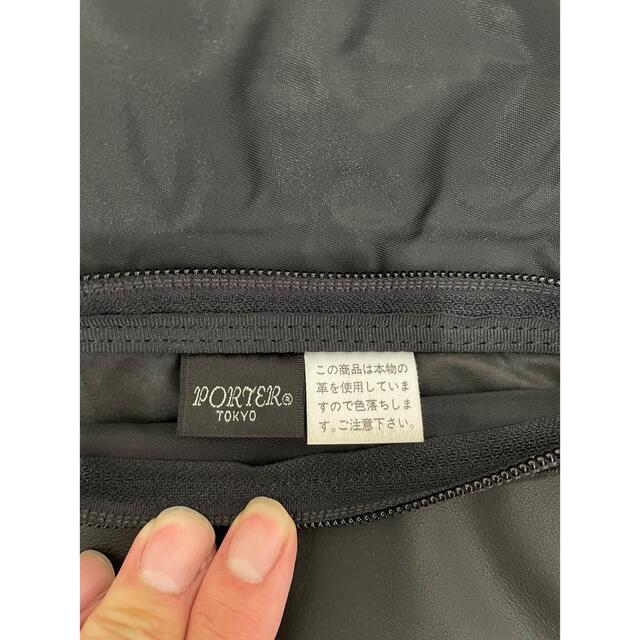 PORTER®
TOKYO
この商品は本物の
革を使用していま
すので色落ちしま
す。ご注意下さい。